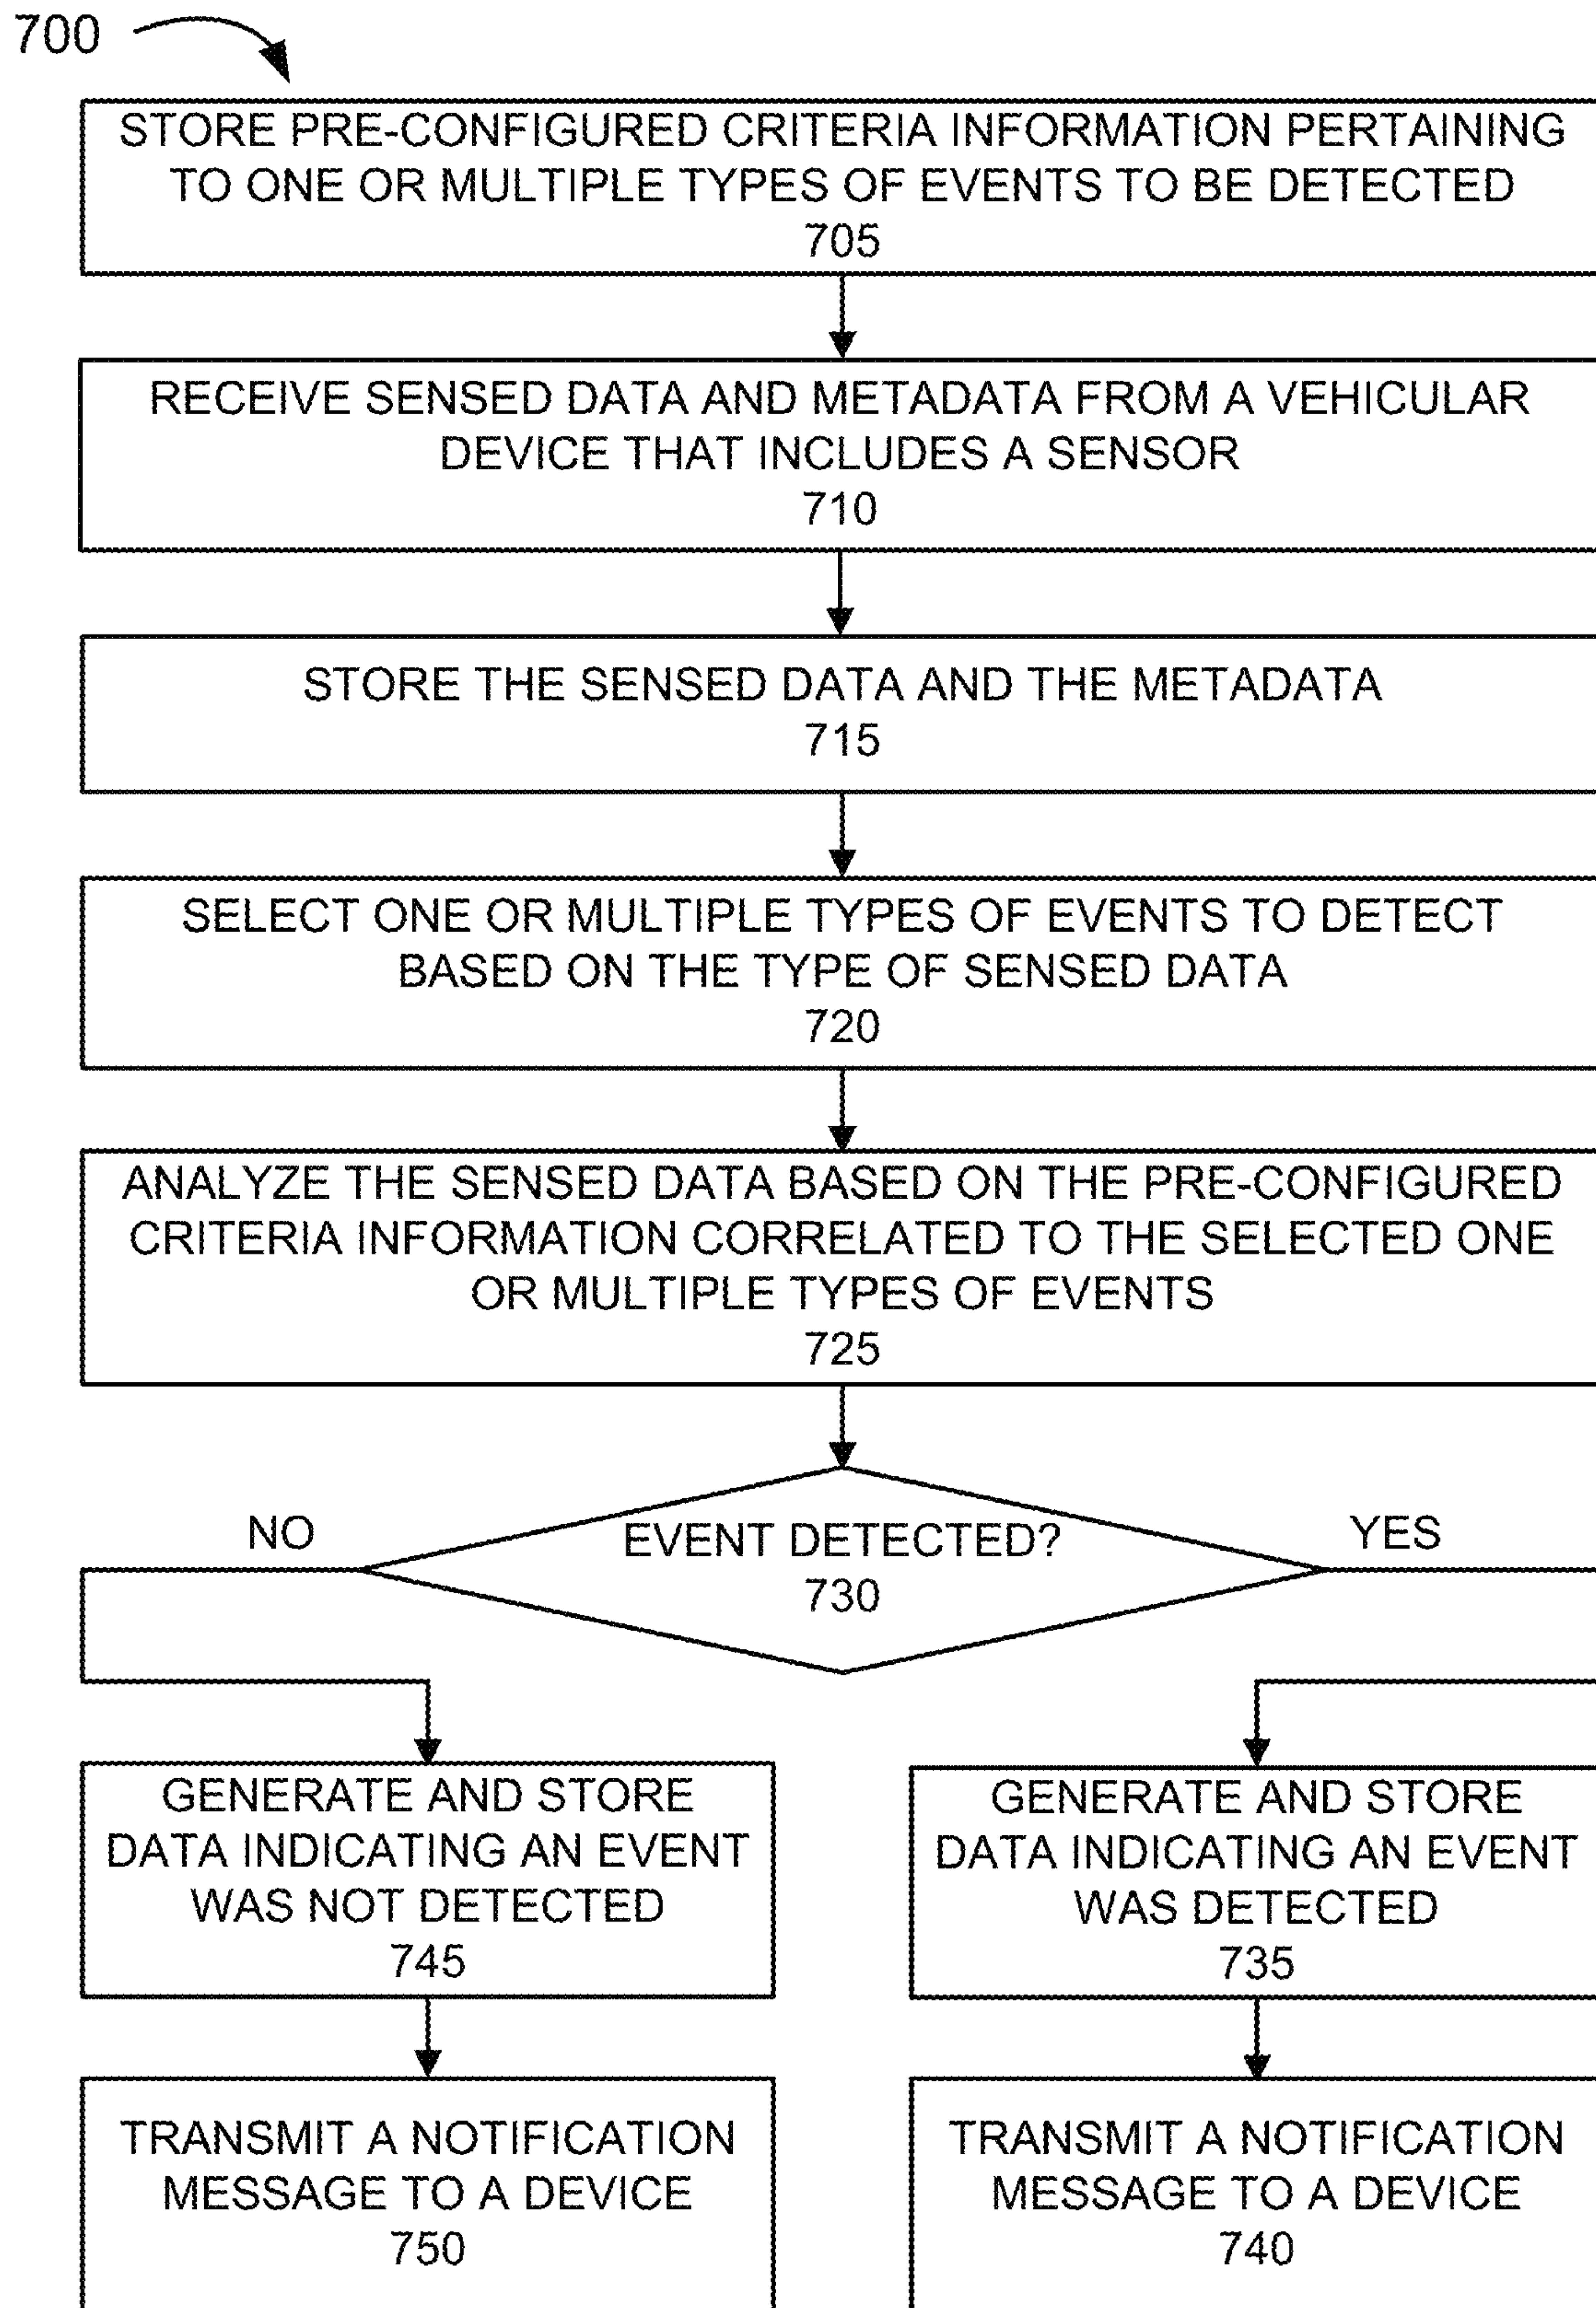 700
STORE PRE-CONFIGURED CRITERIA INFORMATION PERTAINING
TO ONE OR MULTIPLE TYPES OF EVENTS TO BE DETECTED
705
RECEIVE SENSED DATA AND METADATA FROM A VEHICULAR
DEVICE THAT INCLUDES A SENSOR
710
STORE THE SENSED DATA AND THE METADATA
715
SELECT ONE OR MULTIPLE TYPES OF EVENTS TO DETECT
BASED ON THE TYPE OF SENSED DATA
720
ANALYZE THE SENSED DATA BASED ON THE PRE-CONFIGURED
CRITERIA INFORMATION CORRELATED TO THE SELECTED ONE
OR MULTIPLE TYPES OF EVENTS
725
EVENT DETECTED?
730
NO
YES
GENERATE AND STORE
DATA INDICATING AN EVENT
WAS NOT DETECTED
745
GENERATE AND STORE
DATA INDICATING AN EVENT
WAS DETECTED
735
TRANSMIT A NOTIFICATION
MESSAGE TO A DEVICE
750
TRANSMIT A NOTIFICATION
MESSAGE TO A DEVICE
740